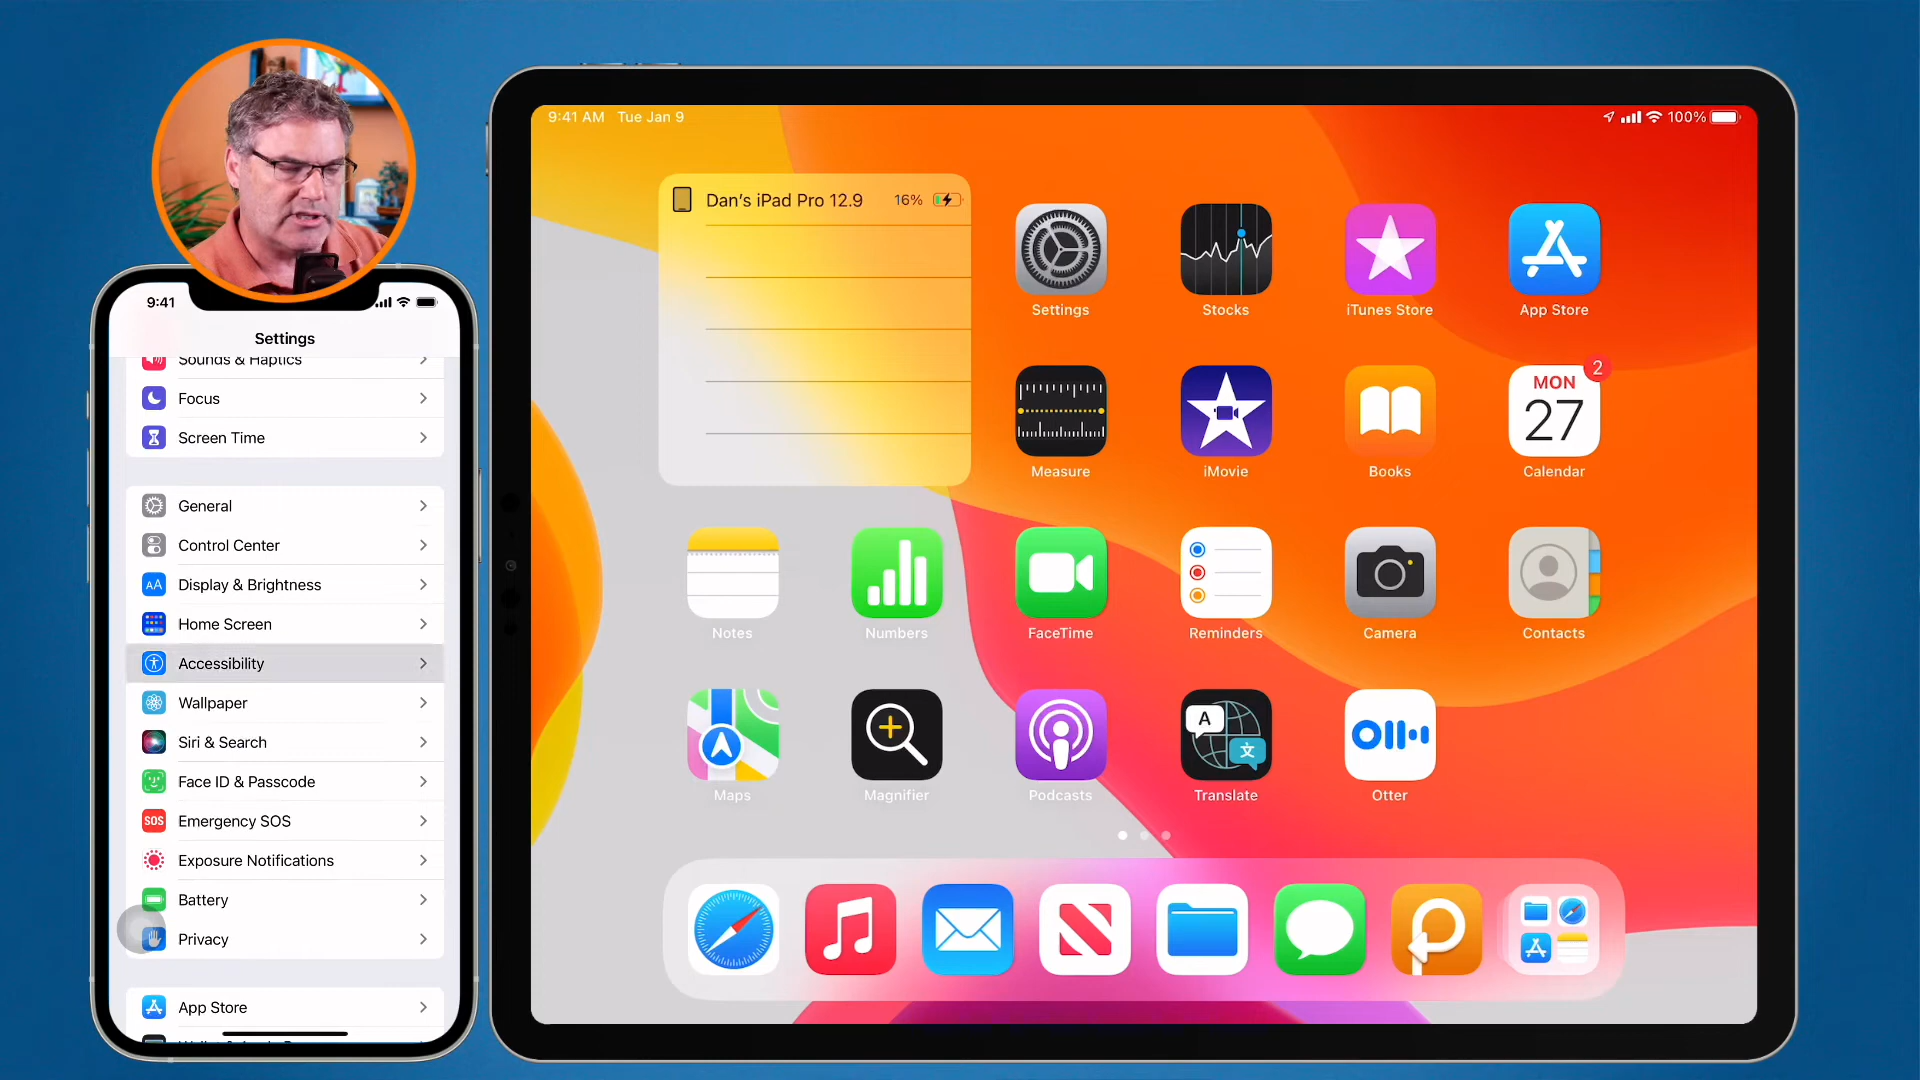 9:41
Settings
Sounds & Haptics
Focus
Screen Time
General
Control Center
AA
Display & Brightness
Home Screen
Accessibility
Wallpaper
Siri & Search
Face ID & Passcode
SOS
Emergency SOS
Exposure Notifications
Battery
Privacy
App Store
9:41 AM Tue Jan 9
100%
Dan's iPad Pro 12.9 16%
Settings
Stocks
iTunes Store
App Store
2
MON
27
Measure
iMovie
Books
Calendar
Notes
Numbers
FaceTime
Reminders
Camera
Contacts
A
文
Maps
Magnifier
Podcasts
Translate
Otter